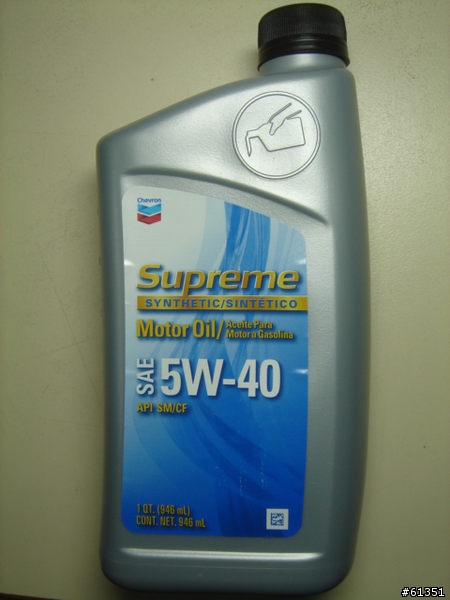 Chevron
Supreme
SYNTHETIC/SINTÉTICO
Motor Oil/ Aceite Para
Motor a Gasolina
SAE 5W-40
API SM/CF
1 QT. (946 mL)
CONT. NET. 946 mL
#61351